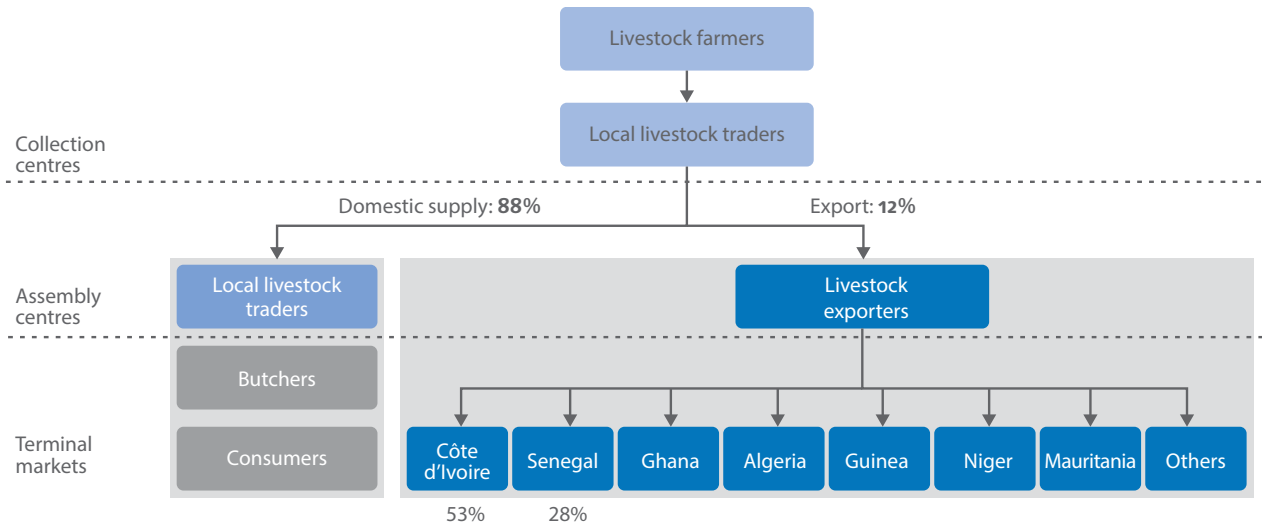 Livestock farmers
Local livestock traders
Collection
centres
Domestic supply: 88%
Export: 12%
Assembly
centres
Local livestock
traders
Livestock
exporters
Butchers
Terminal
markets
Consumers
Côte
d’Ivoire
Senegal
Ghana
Algeria
Guinea
Niger
Mauritania
Others
53%
28%